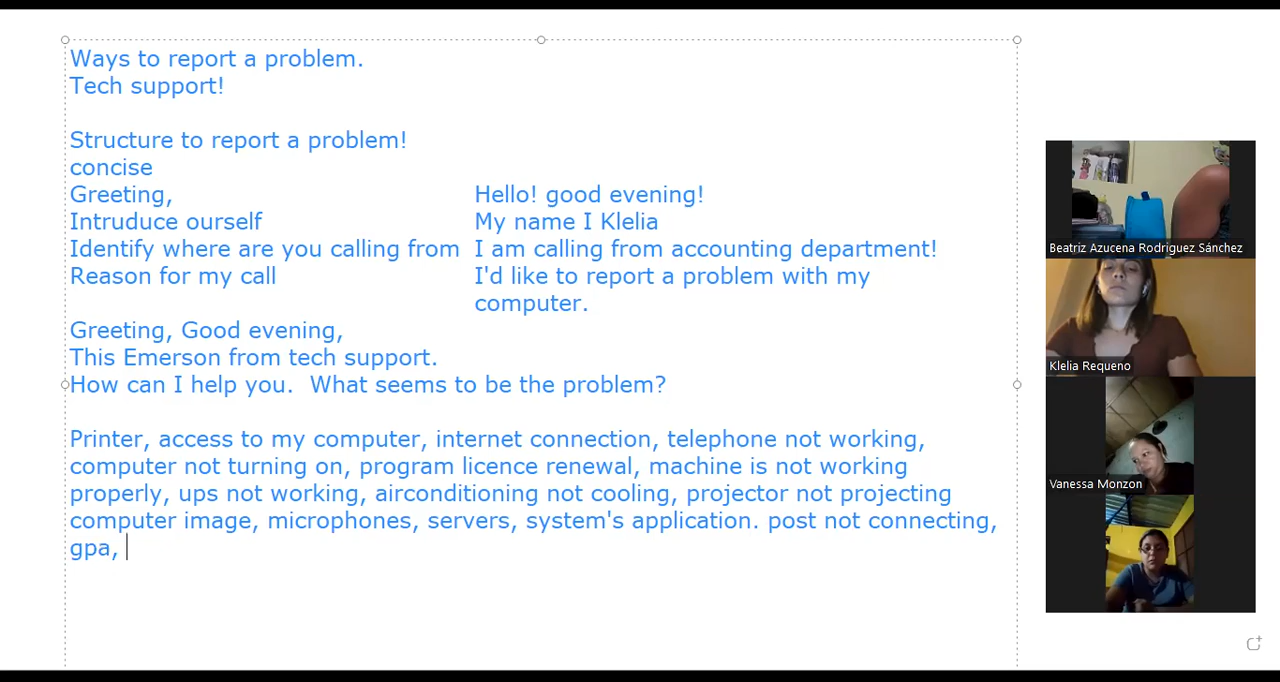 Ways to report a problem.
Tech support!
Structure to report a problem!
concise
Greeting, Hello! good evening!
Intruduce ourself My name I Klelia
Identify where are you calling from I am calling from accounting department!
Reason for my call I'd like to report a problem with my
computer.
Greeting, Good evening,
This Emerson from tech support.
How can I help you.  What seems to be the problem?
Printer, access to my computer, internet connection, telephone not working,
computer not turning on, program licence renewal, machine is not working
properly, ups not working, airconditioning not cooling, projector not projecting
computer image, microphones, servers, system's application. post not connecting,
gpa,
Beatriz Azucena Rodríguez Sánchez
Klelia Requeno
Vanessa Monzon